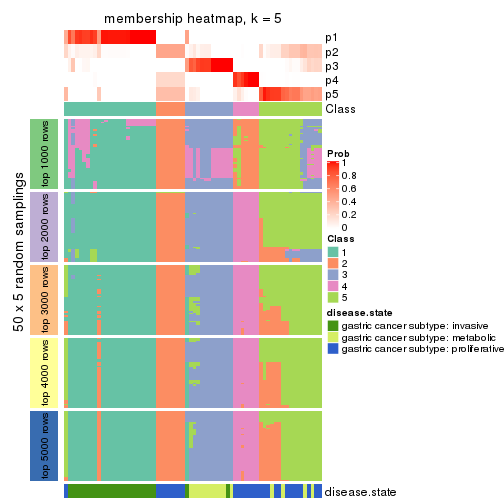 membership heatmap, k = 5
p1
p2
p3
p4
p5
Class
50 x 5 random samplings
top 1000 rows
top 2000 rows
top 3000 rows
top 4000 rows
top 5000 rows
Prob
1
0.8
0.6
0.4
0.2
0
Class
1
2
3
4
5
disease.state
gastric cancer subtype: invasive
gastric cancer subtype: metabolic
gastric cancer subtype: proliferative
disease.state